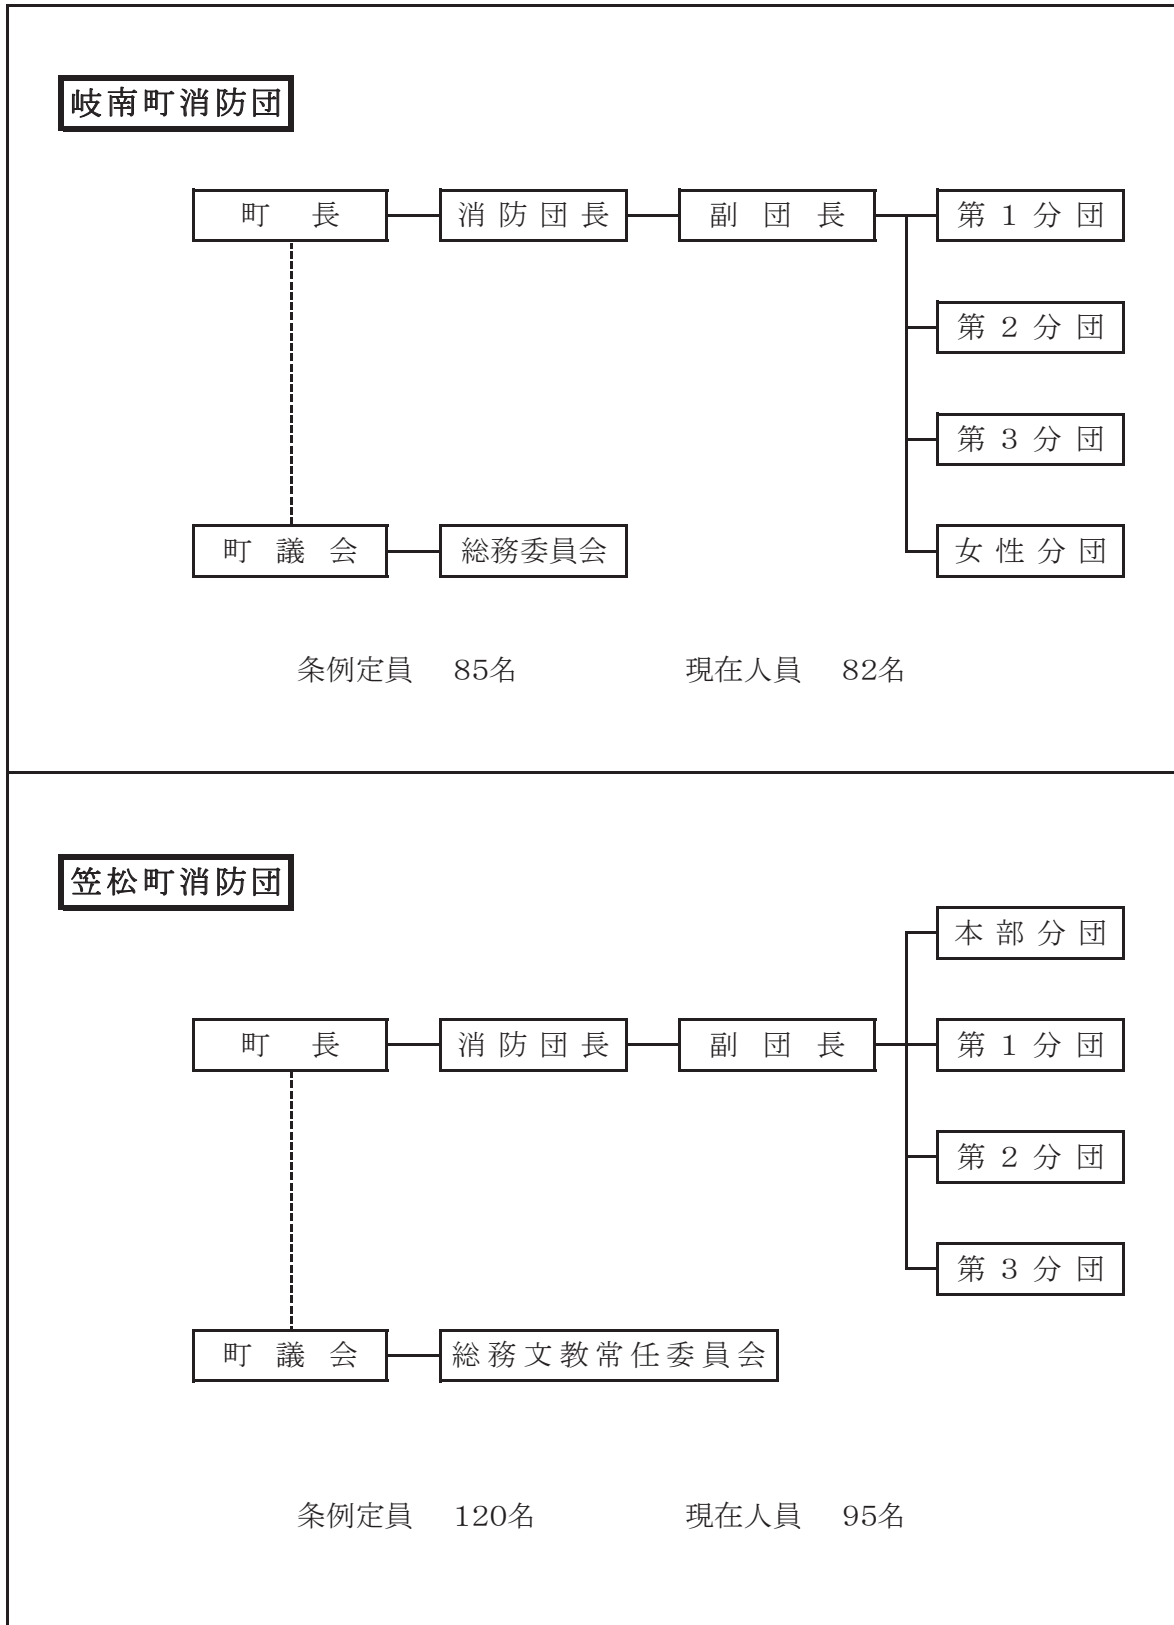 岐南町消防団
町長 消防団長 副団長 第1分団
第2分団
第3分団
町議会 総務委員会 女性分団
条例定員 85名 現在人員 82名
笠松町消防団
本部分団
町長 消防団長 副団長 第1分団
第2分団
第3分団
町議会 総務文教常任委員会
条例定員 120名 現在人員 95名